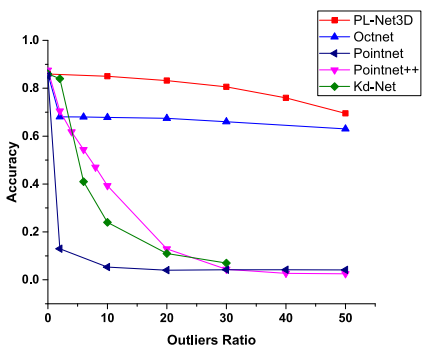 PL-Net3D
Octnet
Pointnet
Pointnet++
Kd-Net
1.0
0.8
0.6
0.4
0.2
0.0
Accuracy
0 10 20 30 40 50
Outliers Ratio